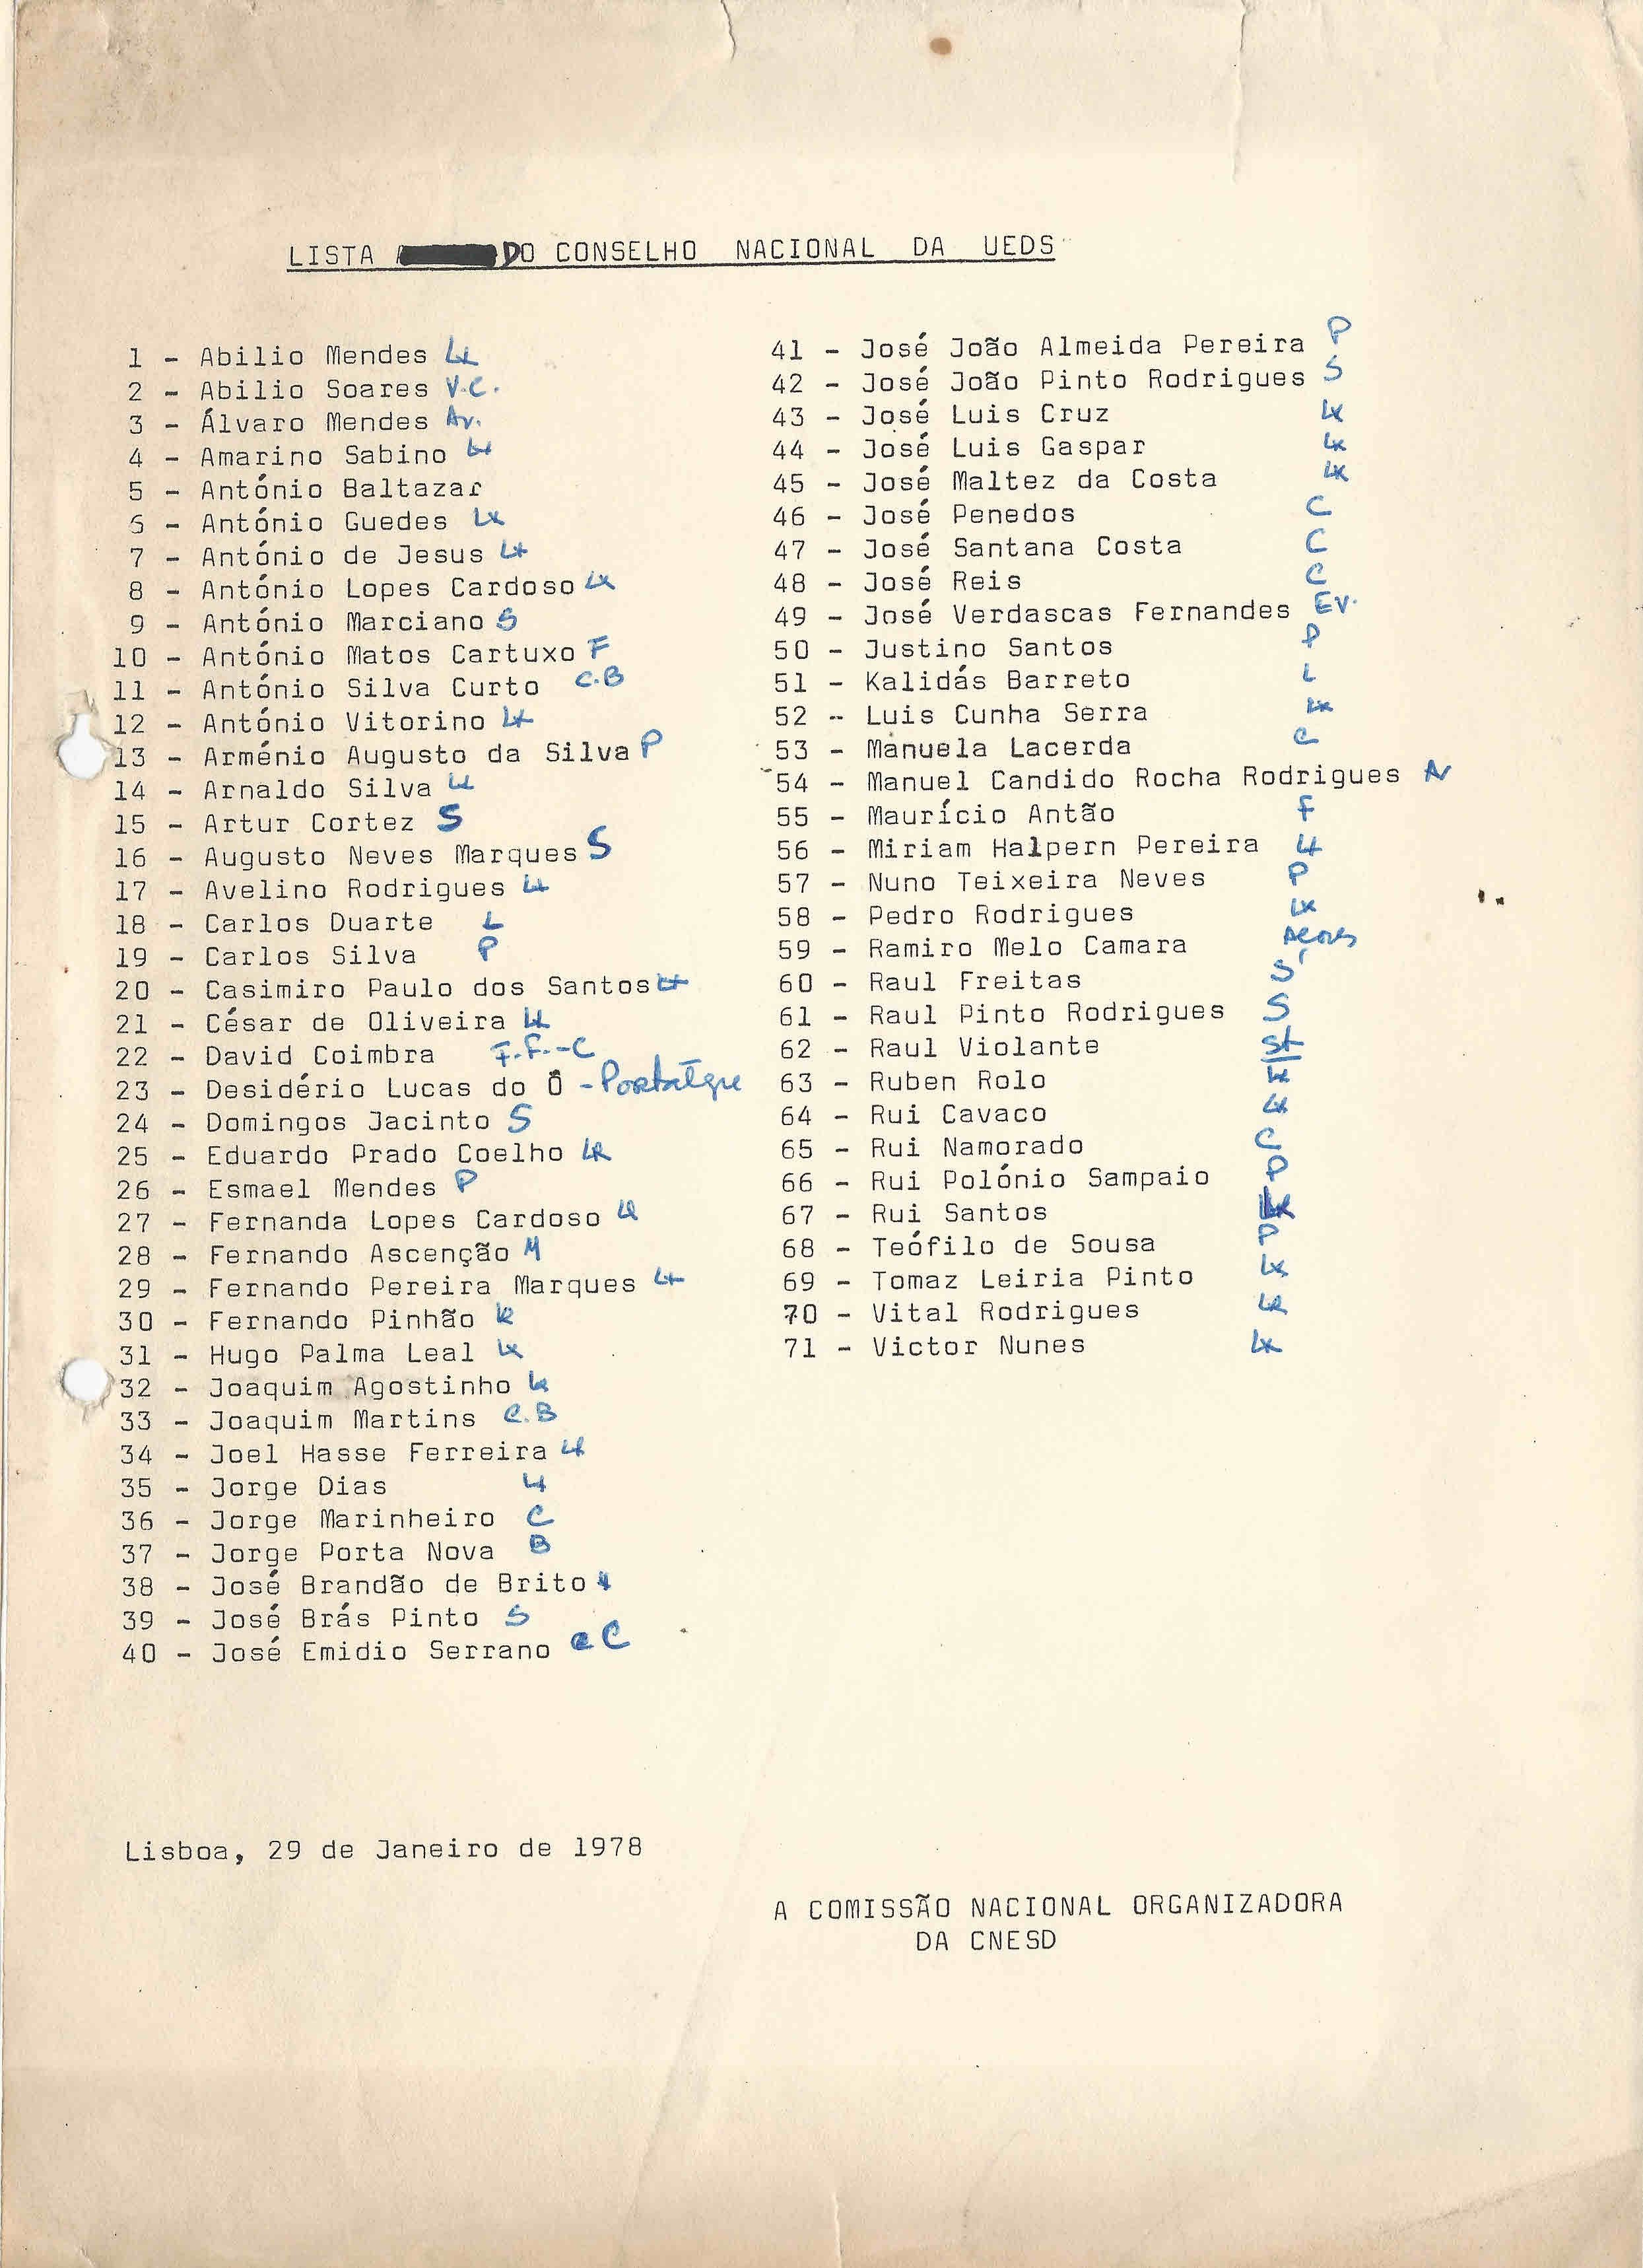 LISTA DO CONSELHO NACIONAL DA UEDS
1 - Abilio Mendes Lx
2 - Abilio Soares V.C.
3 - Álvaro Mendes Av.
4 - Amarino Sabino Lx
5 - António Baltazar
6 - António Guedes Lx
7 - António de Jesus Lx
8 - António Lopes Cardoso Lx
9 - António Marciano S
10 - António Matos Cartuxo F
11 - António Silva Curto C.B
12 - António Vitorino Lx
13 - Arménio Augusto da Silva P
14 - Arnaldo Silva Lx
15 - Artur Cortez S
16 - Augusto Neves Marques S
17 - Avelino Rodrigues Lx
18 - Carlos Duarte L
19 - Carlos Silva P
20 - Casimiro Paulo dos Santos Lx
21 - César de Oliveira Lx
22 - David Coimbra F.F.-C
23 - Desidério Lucas do Ó - Portalegre
24 - Domingos Jacinto S
25 - Eduardo Prado Coelho Lx
26 - Esmael Mendes P
27 - Fernanda Lopes Cardoso Lx
28 - Fernando Ascenção M
29 - Fernando Pereira Marques Lx
30 - Fernando Pinhão Lx
31 - Hugo Palma Leal Lx
32 - Joaquim Agostinho Lx
33 - Joaquim Martins C.B
34 - Joel Hasse Ferreira Lx
35 - Jorge Dias Lx
36 - Jorge Marinheiro C
37 - Jorge Porta Nova B
38 - José Brandão de Brito
39 - José Brás Pinto S
40 - José Emidio Serrano C
41 - José João Almeida Pereira P
42 - José João Pinto Rodrigues S
43 - José Luis Cruz Lx
44 - José Luis Gaspar Lx
45 - José Maltez da Costa Lx
46 - José Penedos C
47 - José Santana Costa C
48 - José Reis C
49 - José Verdascas Fernandes EV.
50 - Justino Santos P
51 - Kalidás Barreto L
52 - Luis Cunha Serra Lx
53 - Manuela Lacerda C
54 - Manuel Candido Rocha Rodrigues Av
55 - Maurício Antão F
56 - Miriam Halpern Pereira Lx
57 - Nuno Teixeira Neves P
58 - Pedro Rodrigues Lx
59 - Ramiro Melo Camara
60 - Raul Freitas S
61 - Raul Pinto Rodrigues S
62 - Raul Violante St
63 - Ruben Rolo Lx
64 - Rui Cavaco Lx
65 - Rui Namorado C
66 - Rui Polónio Sampaio P
67 - Rui Santos Lx
68 - Teófilo de Sousa P
69 - Tomaz Leiria Pinto Lx
70 - Vital Rodrigues Lx
71 - Victor Nunes Lx
Lisboa, 29 de Janeiro de 1978
A COMISSÃO NACIONAL ORGANIZADORA
DA CNESD